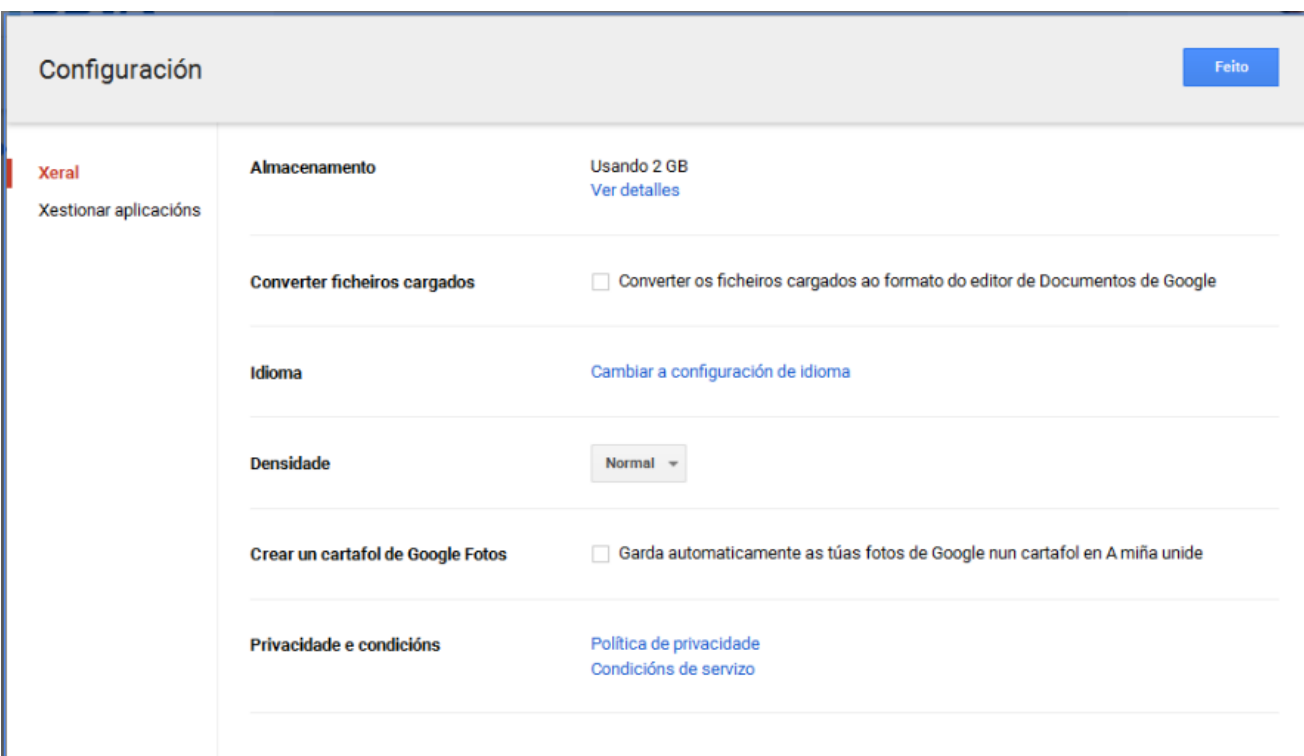 Configuración
Feito
Xeral
Xestionar aplicacións
Almacenamento
Usando 2 GB
Ver detalles
Converter ficheiros cargados
Converter os ficheiros cargados ao formato do editor de Documentos de Google
Idioma
Cambiar a configuración de idioma
Densidade
Normal
Crear un cartafol de Google Fotos
Garda automaticamente as túas fotos de Google nun cartafol en A miña unide
Privacidade e condicións
Política de privacidade
Condicións de servizo